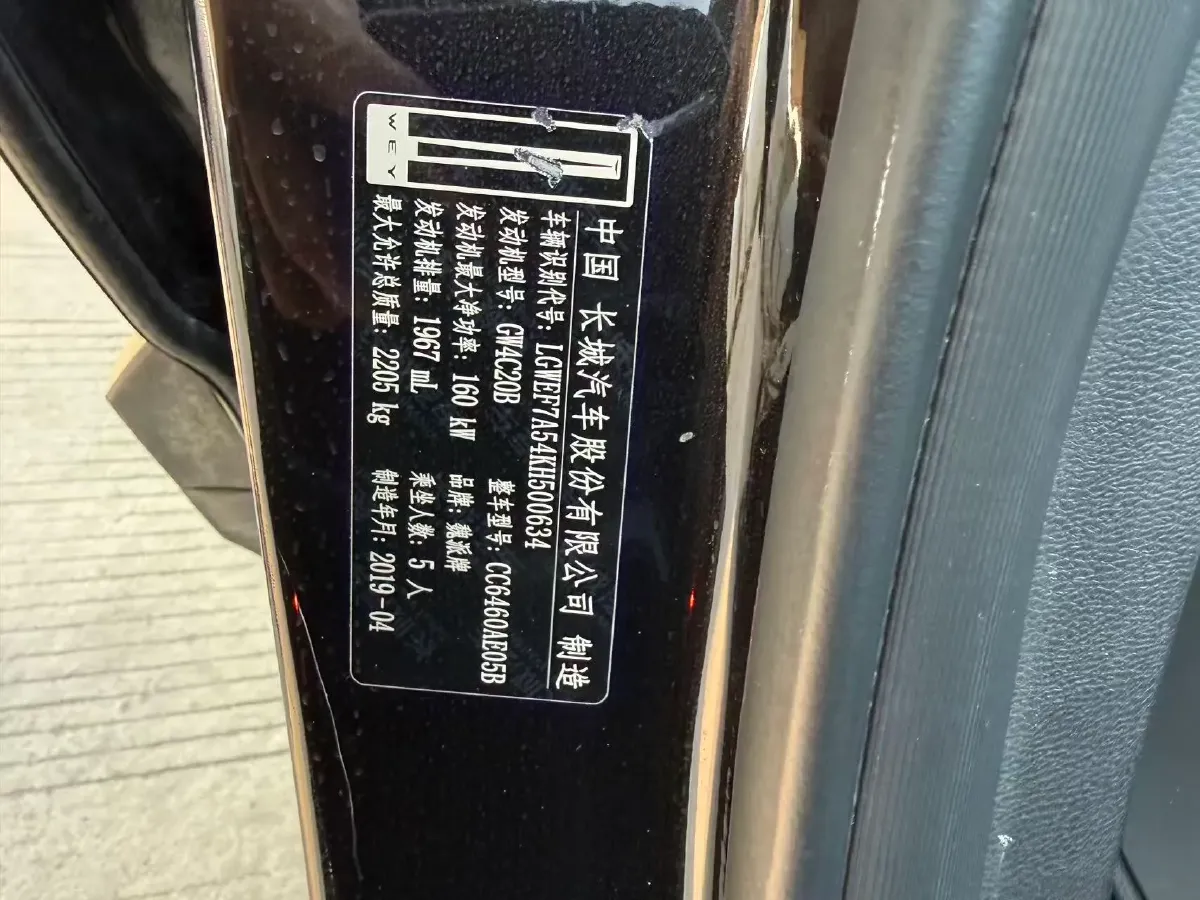 WEY
中国 长城汽车股份有限公司 制造
车辆识别代号: LGWEF7A54KH500634
发动机型号: GW4C20B 整车型号: CC6460AE05B
发动机最大净功率: 160 kW 品牌: 魏派牌
发动机排量: 1967 mL 乘坐人数: 5 人
最大允许总质量: 2205 kg 制造年月: 2019-04